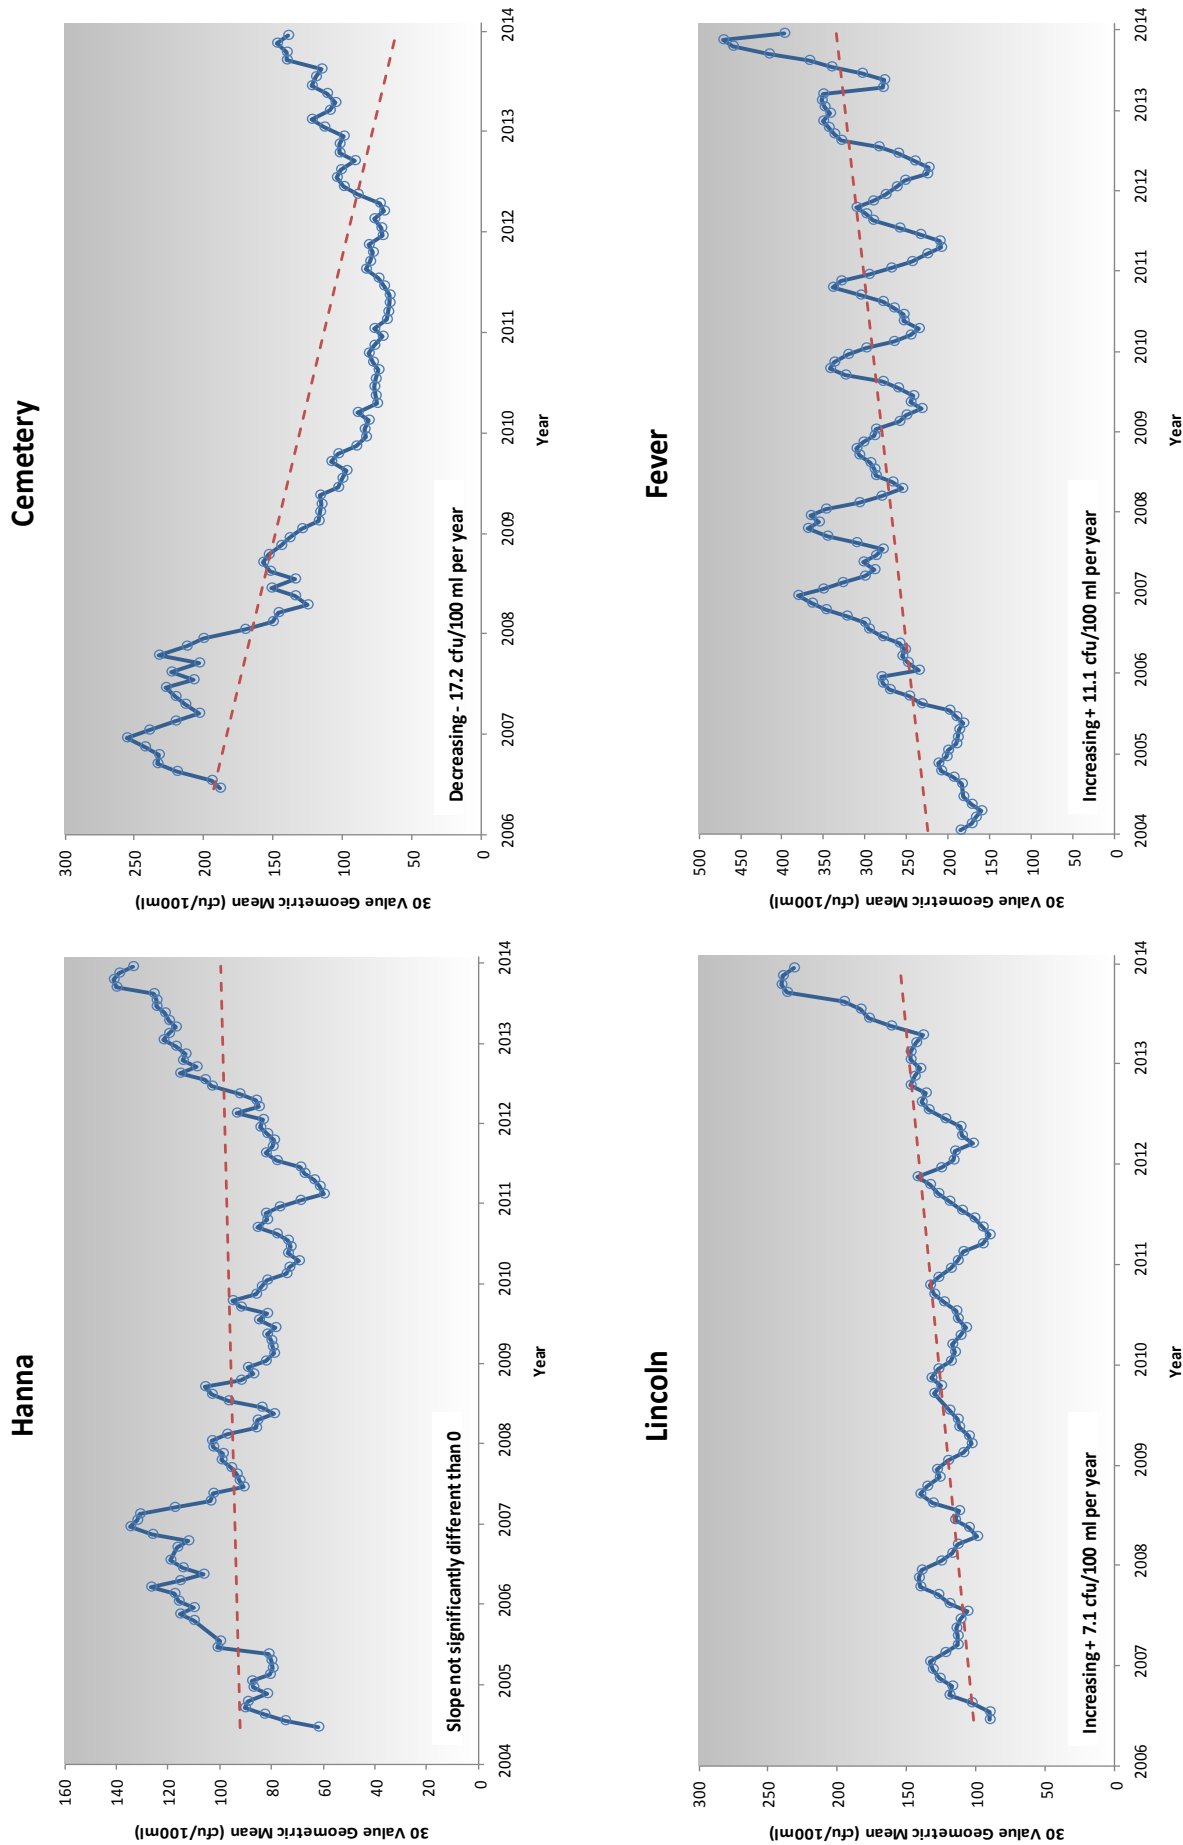 Hanna
30 Value Geometric Mean (cfu/100ml)
160
140
120
100
80
60
40
20
0
Slope not significantly different than 0
2004 2005 2006 2007 2008 2009 2010 2011 2012 2013 2014
Year
Cemetery
30 Value Geometric Mean (cfu/100ml)
300
250
200
150
100
50
0
Decreasing - 17.2 cfu/100 ml per year
2006 2007 2008 2009 2010 2011 2012 2013 2014
Year
Lincoln
30 Value Geometric Mean (cfu/100ml)
300
250
200
150
100
50
0
Increasing + 7.1 cfu/100 ml per year
2006 2007 2008 2009 2010 2011 2012 2013 2014
Year
Fever
30 Value Geometric Mean (cfu/100ml)
500
450
400
350
300
250
200
150
100
50
0
Increasing + 11.1 cfu/100 ml per year
2004 2005 2006 2007 2008 2009 2010 2011 2012 2013 2014
Year